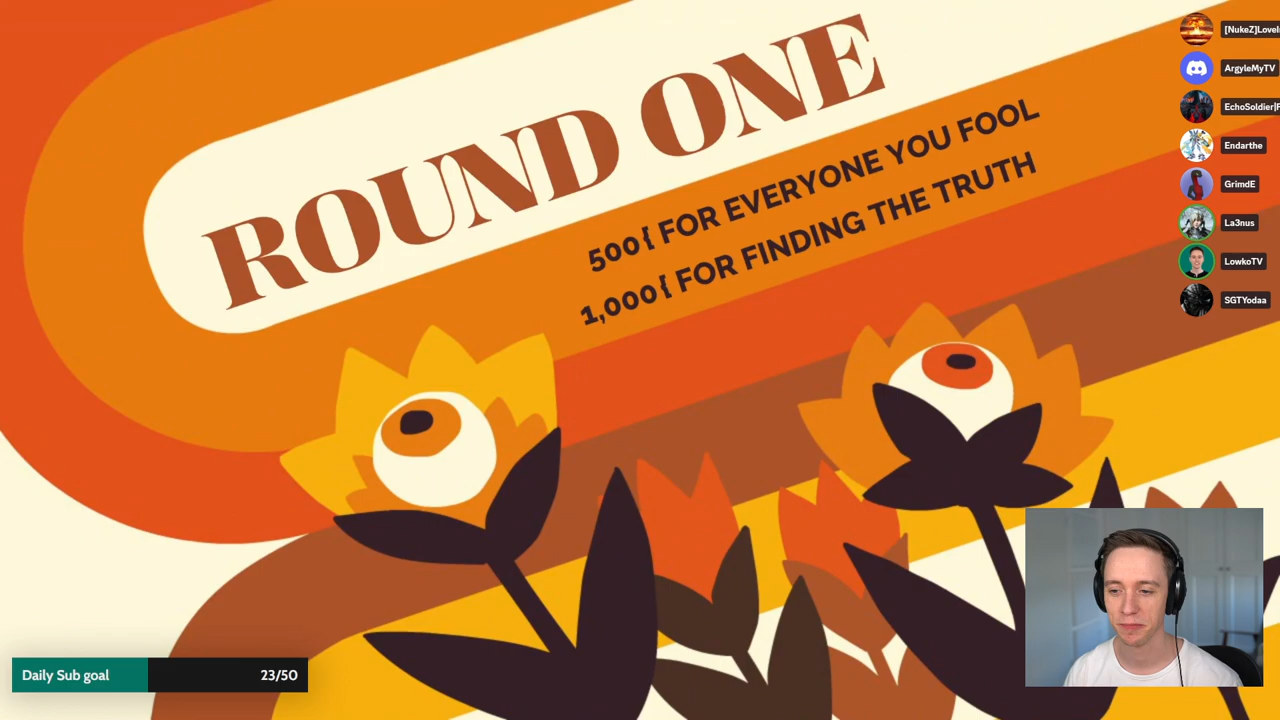 ROUND ONE
500{ FOR EVERYONE YOU FOOL
1,000{ FOR FINDING THE TRUTH
ArgyleMyTV
Endarthe
GrimdE
La3nus
LowkoTV
SGTYodaa
Daily Sub goal 23/50